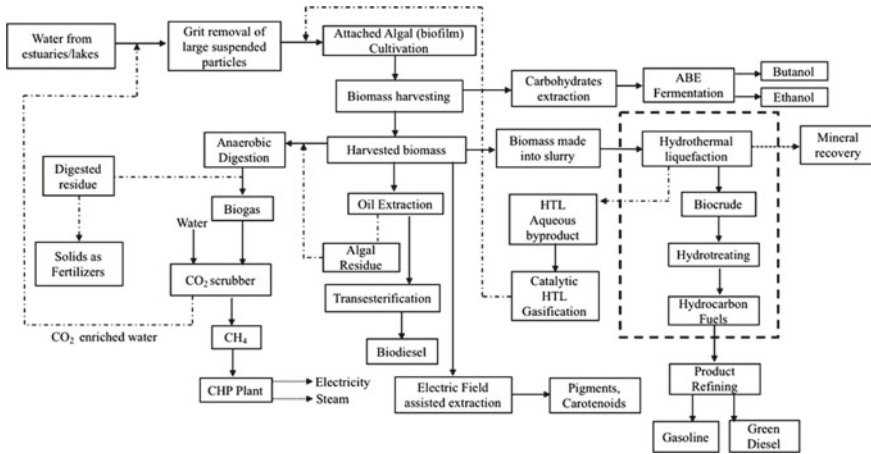 Water from
estuaries/lakes
Grit removal of
large suspended
particles
Attached Algal (biofilm)
Cultivation
Biomass harvesting
Carbohydrates
extraction
ABE
Fermentation
Butanol
Ethanol
Anaerobic
Digestion
Harvested biomass
Biomass made
into slurry
Hydrothermal
liquefaction
Mineral
recovery
Digested
residue
Biogas
Oil Extraction
HTL
Aqueous
byproduct
Biocrude
Water
Solids as
Fertilizers
Algal
Residue
Hydrotreating
CO₂ scrubber
Transesterification
Catalytic
HTL
Gasification
Hydrocarbon
Fuels
CO₂ enriched water
CH₄
Biodiesel
CHP Plant
Electricity
Steam
Electric Field
assisted extraction
Pigments,
Carotenoids
Product
Refining
Gasoline
Green
Diesel